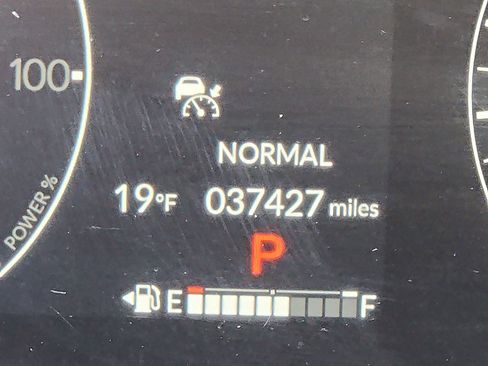 100
POWER %
NORMAL
19°F 037427 miles
P
E F